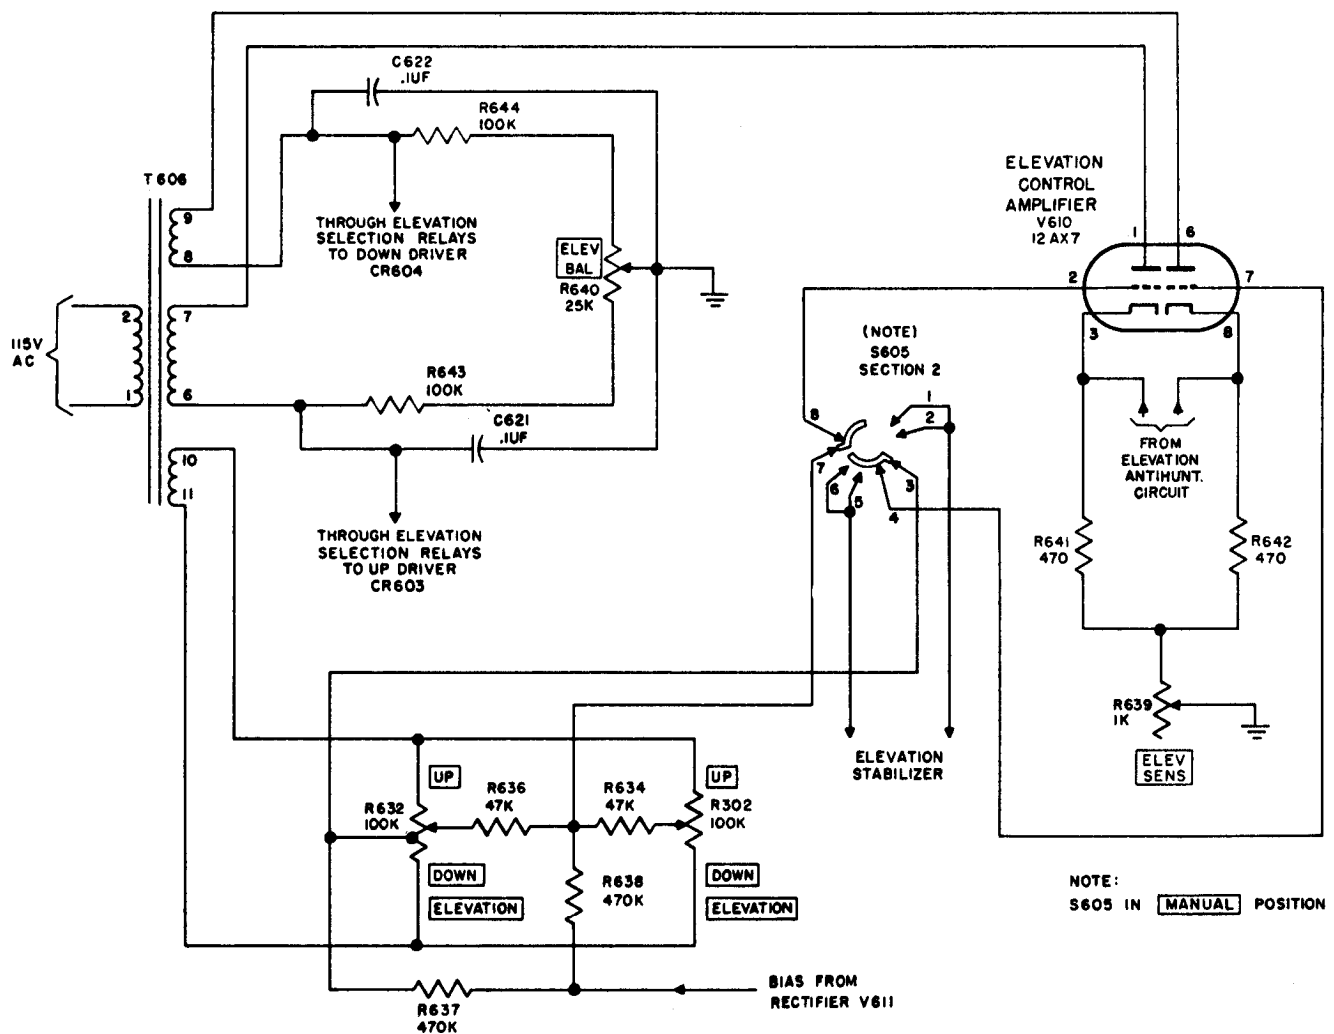 C622
.1UF
R644
100K
T606
9
8
THROUGH ELEVATION
SELECTION RELAYS
TO DOWN DRIVER
CR604
ELEV
BAL
R640
25K
ELEVATION
CONTROL
AMPLIFIER
V610
12AX7
1
6
2
7
3
8
115V
AC
2
1
7
6
R643
100K
C621
.1UF
(NOTE)
S605
SECTION 2
8
1
2
7
6
5
3
4
FROM
ELEVATION
ANTIHUNT.
CIRCUIT
10
11
THROUGH ELEVATION
SELECTION RELAYS
TO UP DRIVER
CR603
R641
470
R642
470
R639
1K
ELEV
SENS
ELEVATION
STABILIZER
UP
R632
100K
R636
47K
R634
47K
UP
R302
100K
DOWN
ELEVATION
R638
470K
DOWN
ELEVATION
NOTE:
S605 IN MANUAL POSITION
BIAS FROM
RECTIFIER V611
R637
470K